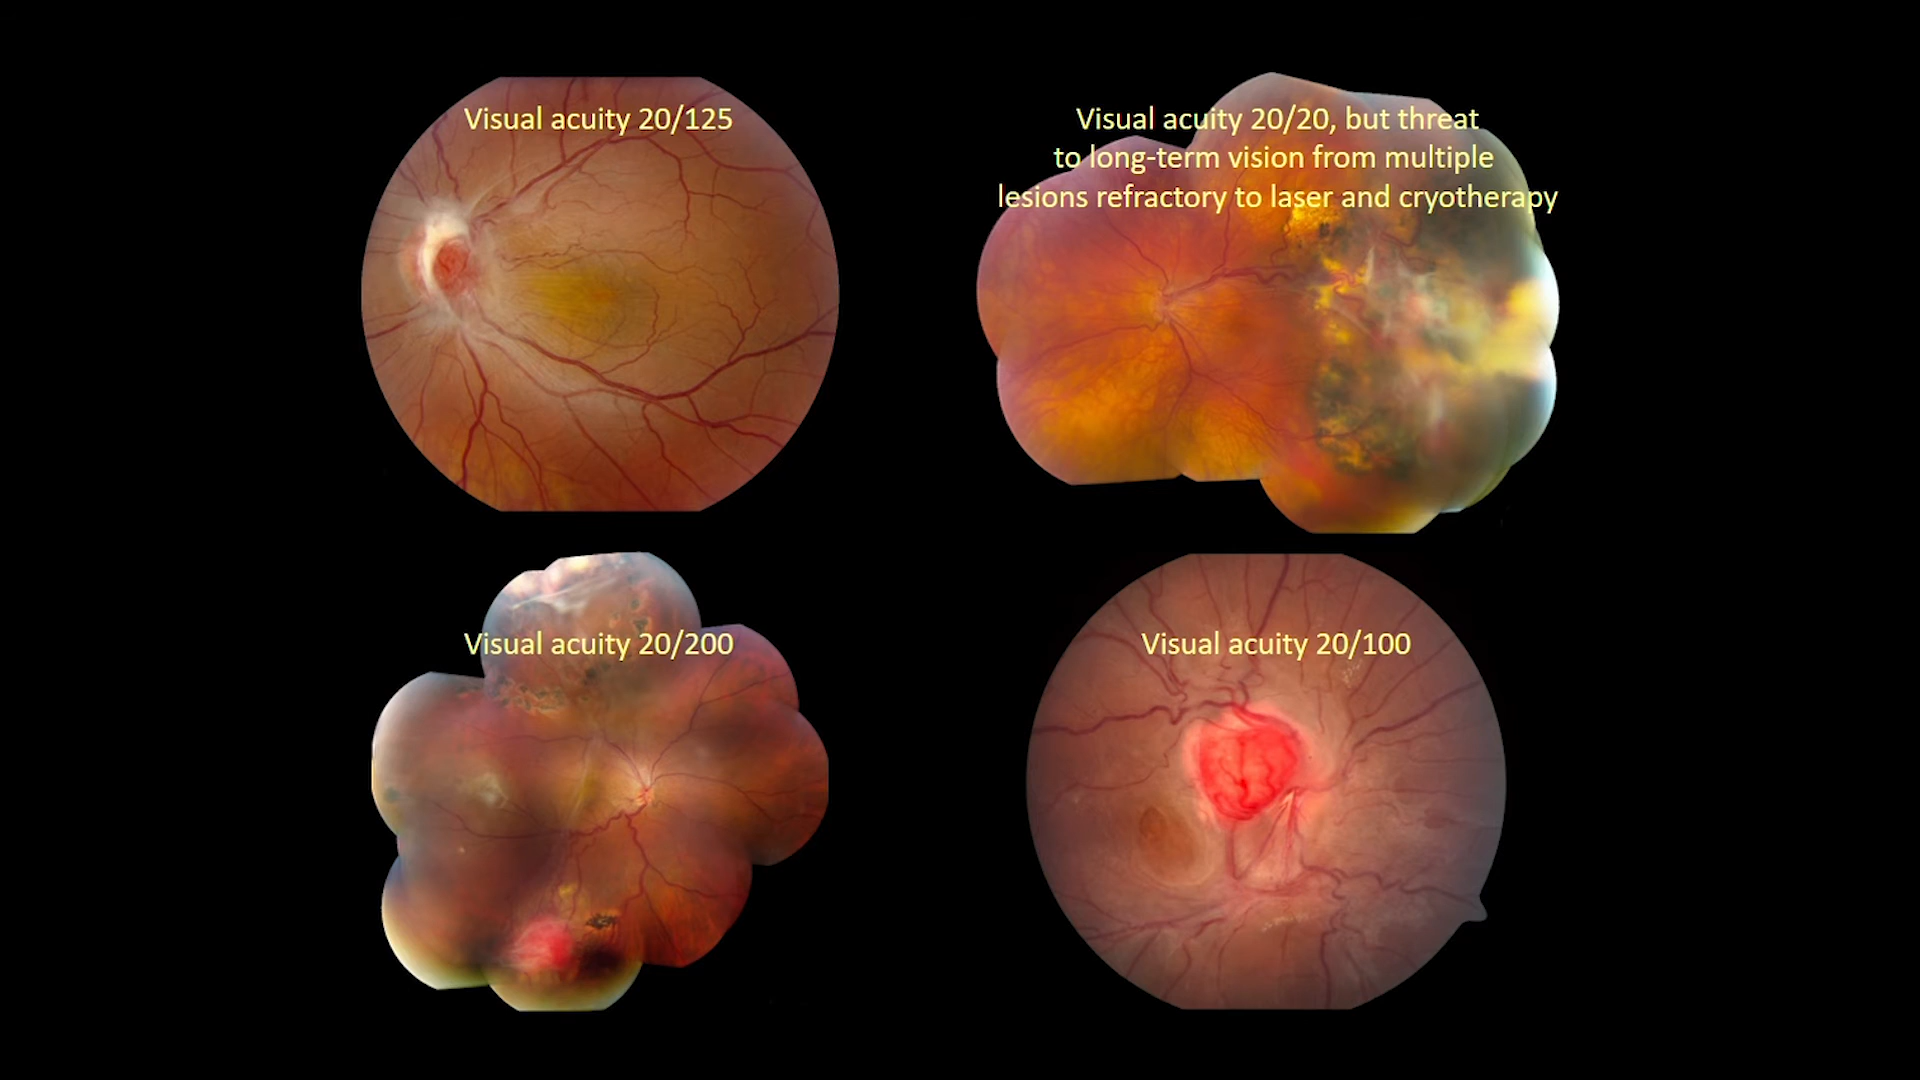 Visual acuity 20/125
Visual acuity 20/20, but threat
to long-term vision from multiple
lesions refractory to laser and cryotherapy
Visual acuity 20/200
Visual acuity 20/100